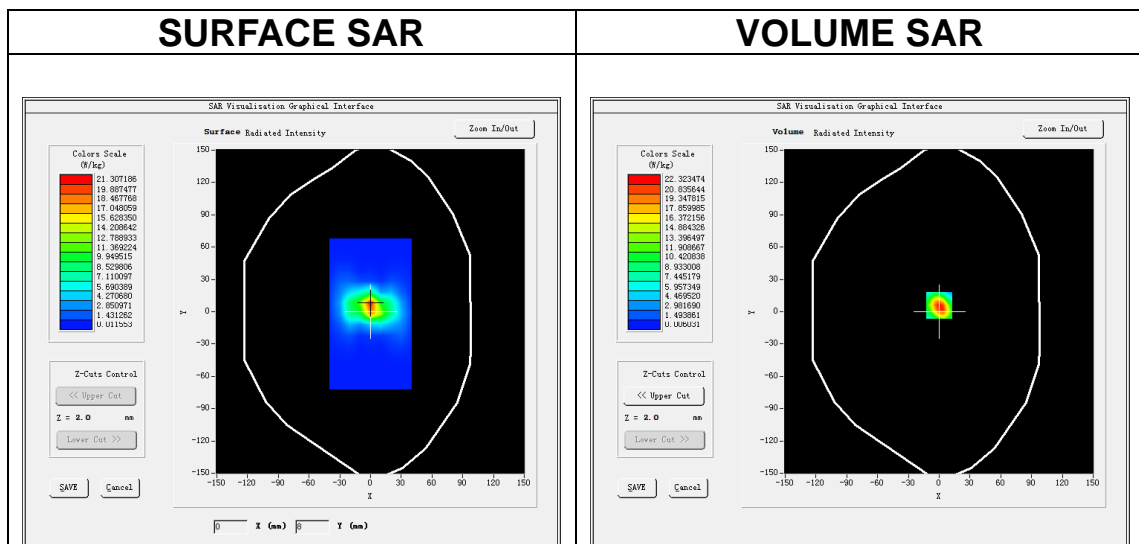 SURFACE SAR
VOLUME SAR
SAR Visualisation Graphical Interface
Surface Radiated Intensity
Zoom In/Out
Colors Scale
(W/kg)
21.307186
19.887477
18.467768
17.048059
15.628350
14.208642
12.788933
11.369224
9.949515
8.529806
7.110097
5.690389
4.270680
2.850971
1.431262
0.011553
Z-Cuts Control
<< Upper Cut
Z = 2.0 mm
Lower Cut >>
SAVE
Cancel
150
120
90
60
30
0
-30
-60
-90
-120
-150
Y
-150 -120 -90 -60 -30 0 30 60 90 120 150
X
0 X (mm) 8 Y (mm)
SAR Visualisation Graphical Interface
Volume Radiated Intensity
Zoom In/Out
Colors Scale
(W/kg)
22.323474
20.835644
19.347815
17.859985
16.372156
14.884326
13.396497
11.908667
10.420838
8.933008
7.445179
5.957349
4.469520
2.981690
1.493861
0.006031
Z-Cuts Control
<< Upper Cut
Z = 2.0 mm
Lower Cut >>
SAVE
Cancel
150
120
90
60
30
0
-30
-60
-90
-120
-150
Y
-150 -120 -90 -60 -30 0 30 60 90 120 150
X